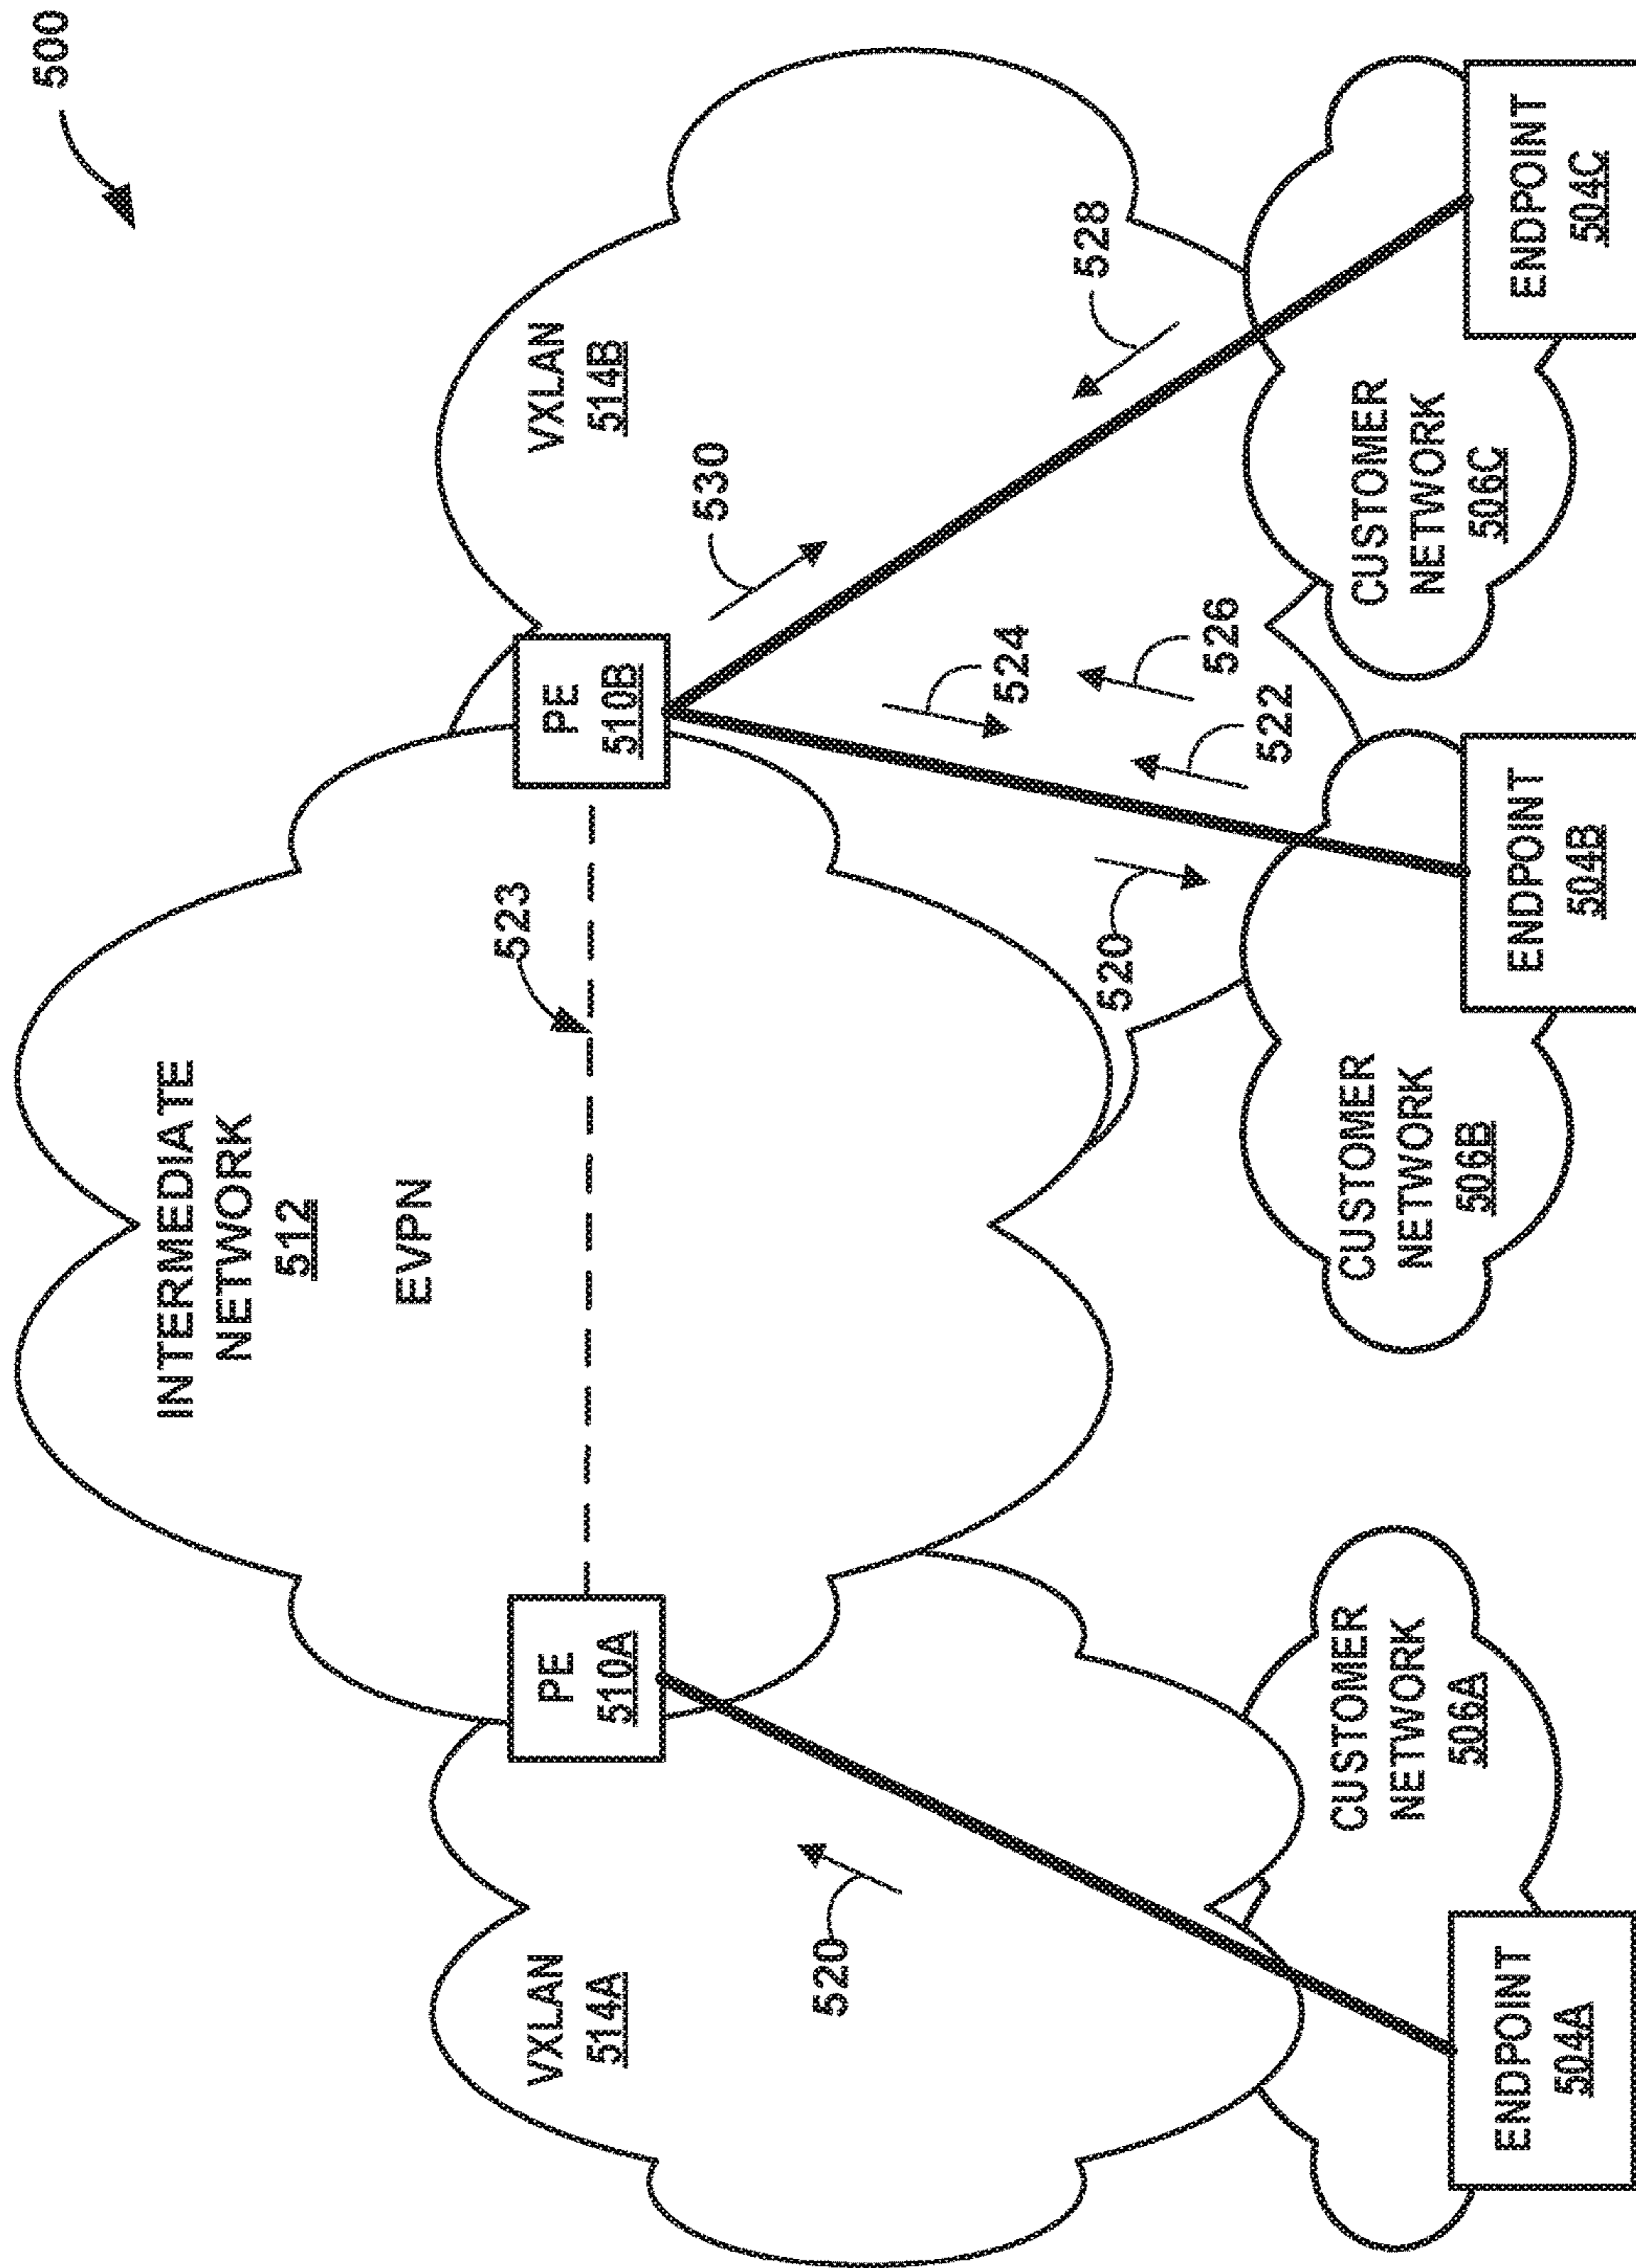 500
INTERMEDIATE
NETWORK
512
EVPN
523
VXLAN
514A
PE
510A
PE
510B
VXLAN
514B
520
530
528
524
526
522
520
CUSTOMER
NETWORK
506A
CUSTOMER
NETWORK
506B
CUSTOMER
NETWORK
506C
ENDPOINT
504A
ENDPOINT
504B
ENDPOINT
504C